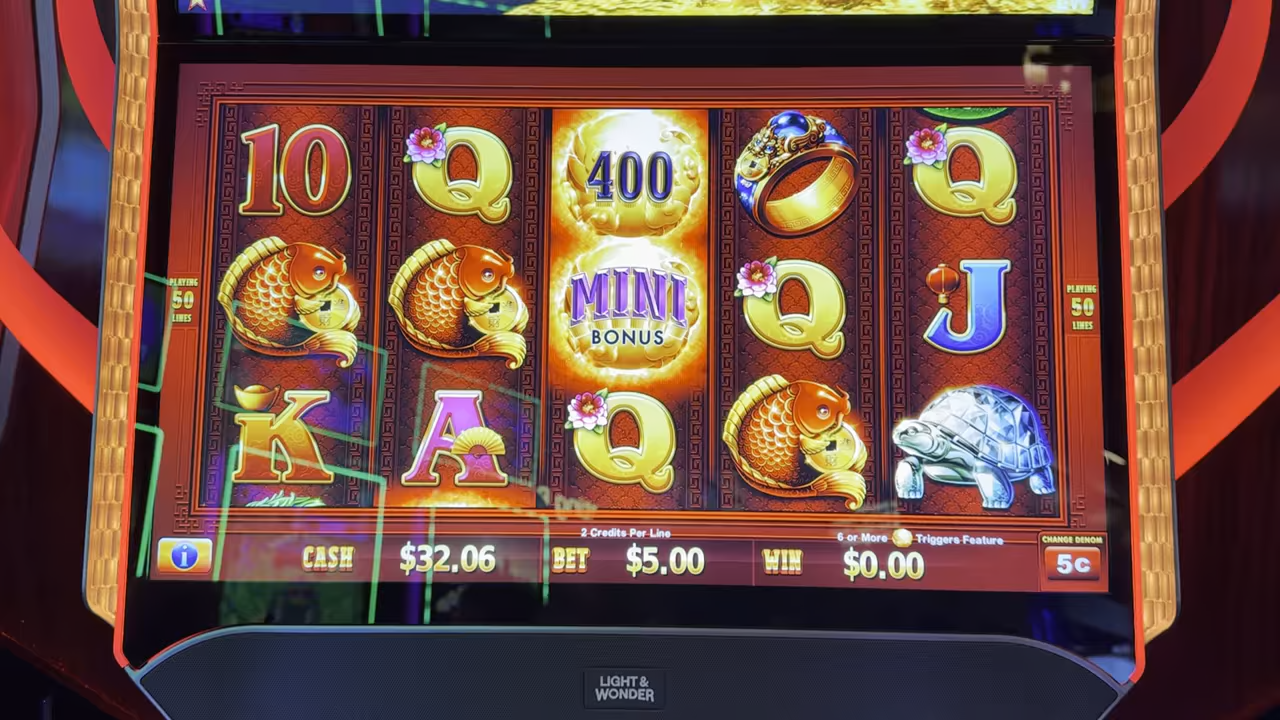 10 Q 400 Q
MINI
BONUS
Q J
K A Q
PLAYING
50
LINES
PLAYING
50
LINES
2 Credits Per Line
6 or More Triggers Feature
CHANGE DENOM
CASH $32.06 BET $5.00 WIN $0.00 5¢
LIGHT &
WONDER